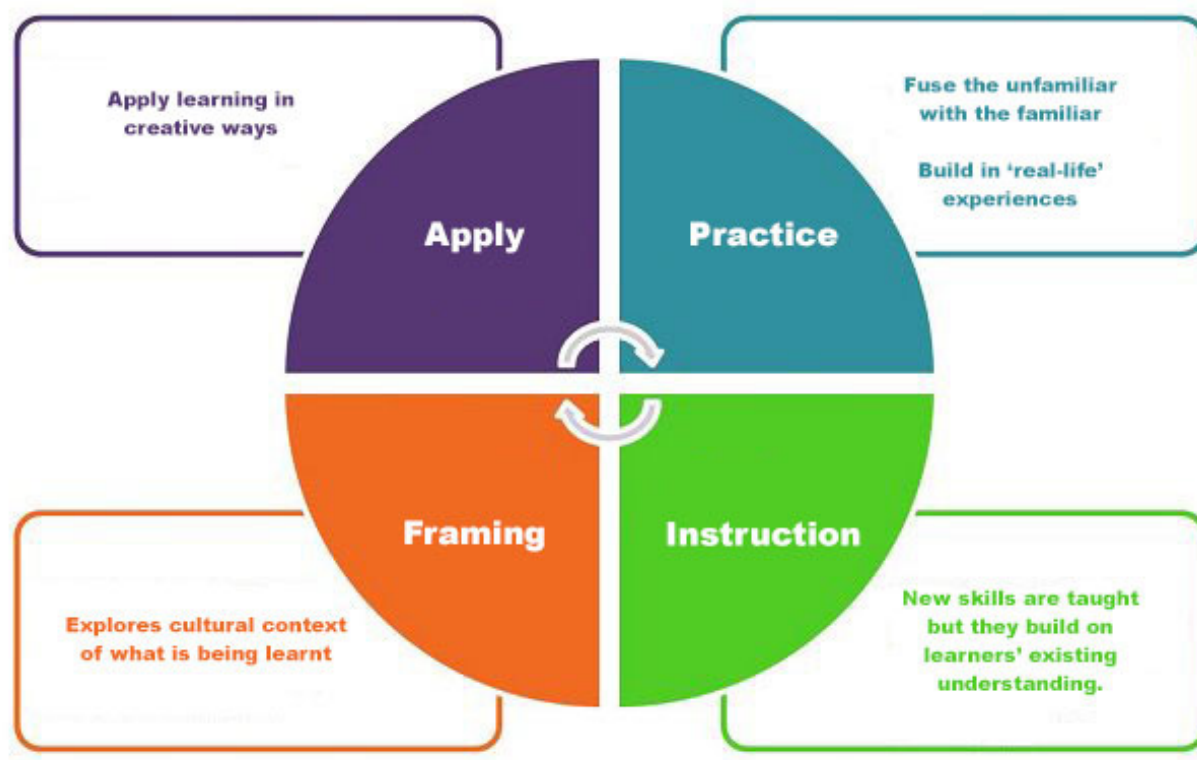 Apply learning in
creative ways
Fuse the unfamiliar
with the familiar
Build in ‘real-life’
experiences
Apply
Practice
Framing
Instruction
Explores cultural context
of what is being learnt
New skills are taught
but they build on
learners’ existing
understanding.